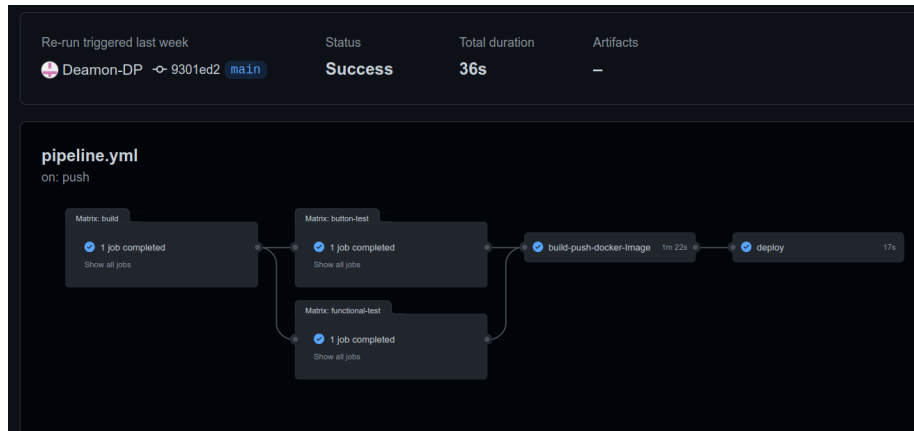 Re-run triggered last week
Status
Total duration
Artifacts
Deamon-DP 9301ed2 main
Success
36s
–
pipeline.yml
on: push
Matrix: build
1 job completed
Show all jobs
Matrix: button-test
1 job completed
Show all jobs
build-push-docker-Image 1m 22s
deploy 17s
Matrix: functional-test
1 job completed
Show all jobs